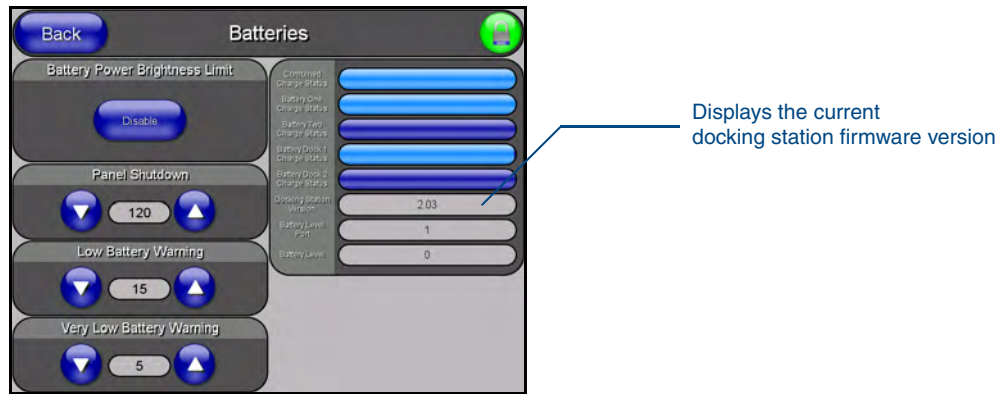 Back
Batteries
Battery Power Brightness Limit
Disable
Panel Shutdown
120
Low Battery Warning
15
Very Low Battery Warning
5
Combined
Charge Status
Battery One
Charge Status
Battery Two
Charge Status
Battery Dock 1
Charge Status
Battery Dock 2
Charge Status
Docking Station
Version
2.03
Battery Level
Port
1
Battery Level
0
Displays the current
docking station firmware version